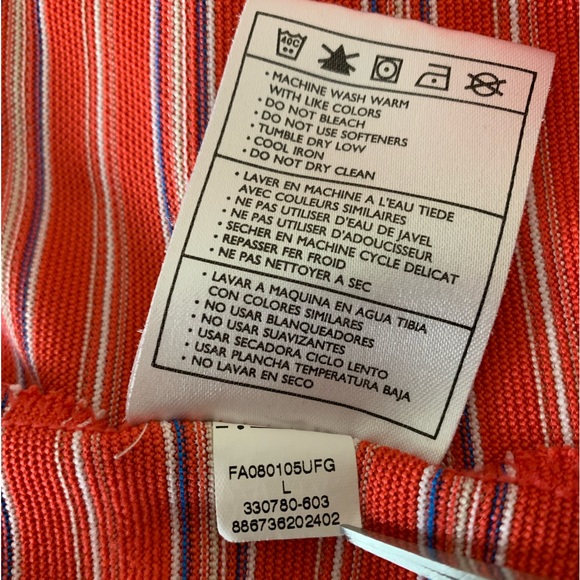 40C
• MACHINE WASH WARM
WITH LIKE COLORS
• DO NOT BLEACH
• DO NOT USE SOFTENERS
• TUMBLE DRY LOW
• COOL IRON
• DO NOT DRY CLEAN
• LAVER EN MACHINE A L'EAU TIEDE
AVEC COULEURS SIMILAIRES
• NE PAS UTILISER D'EAU DE JAVEL
• NE PAS UTILISER D'ADOUCISSEUR
• SECHER EN MACHINE CYCLE DELICAT
• REPASSER FER FROID
• NE PAS NETTOYER A SEC
• LAVAR A MAQUINA EN AGUA TIBIA
CON COLORES SIMILARES
• NO USAR BLANQUEADORES
• NO USAR SUAVIZANTES
• USAR SECADORA CICLO LENTO
• USAR PLANCHA TEMPERATURA BAJA
• NO LAVAR EN SECO
FA080105UFG
L
330780-603
886736202402